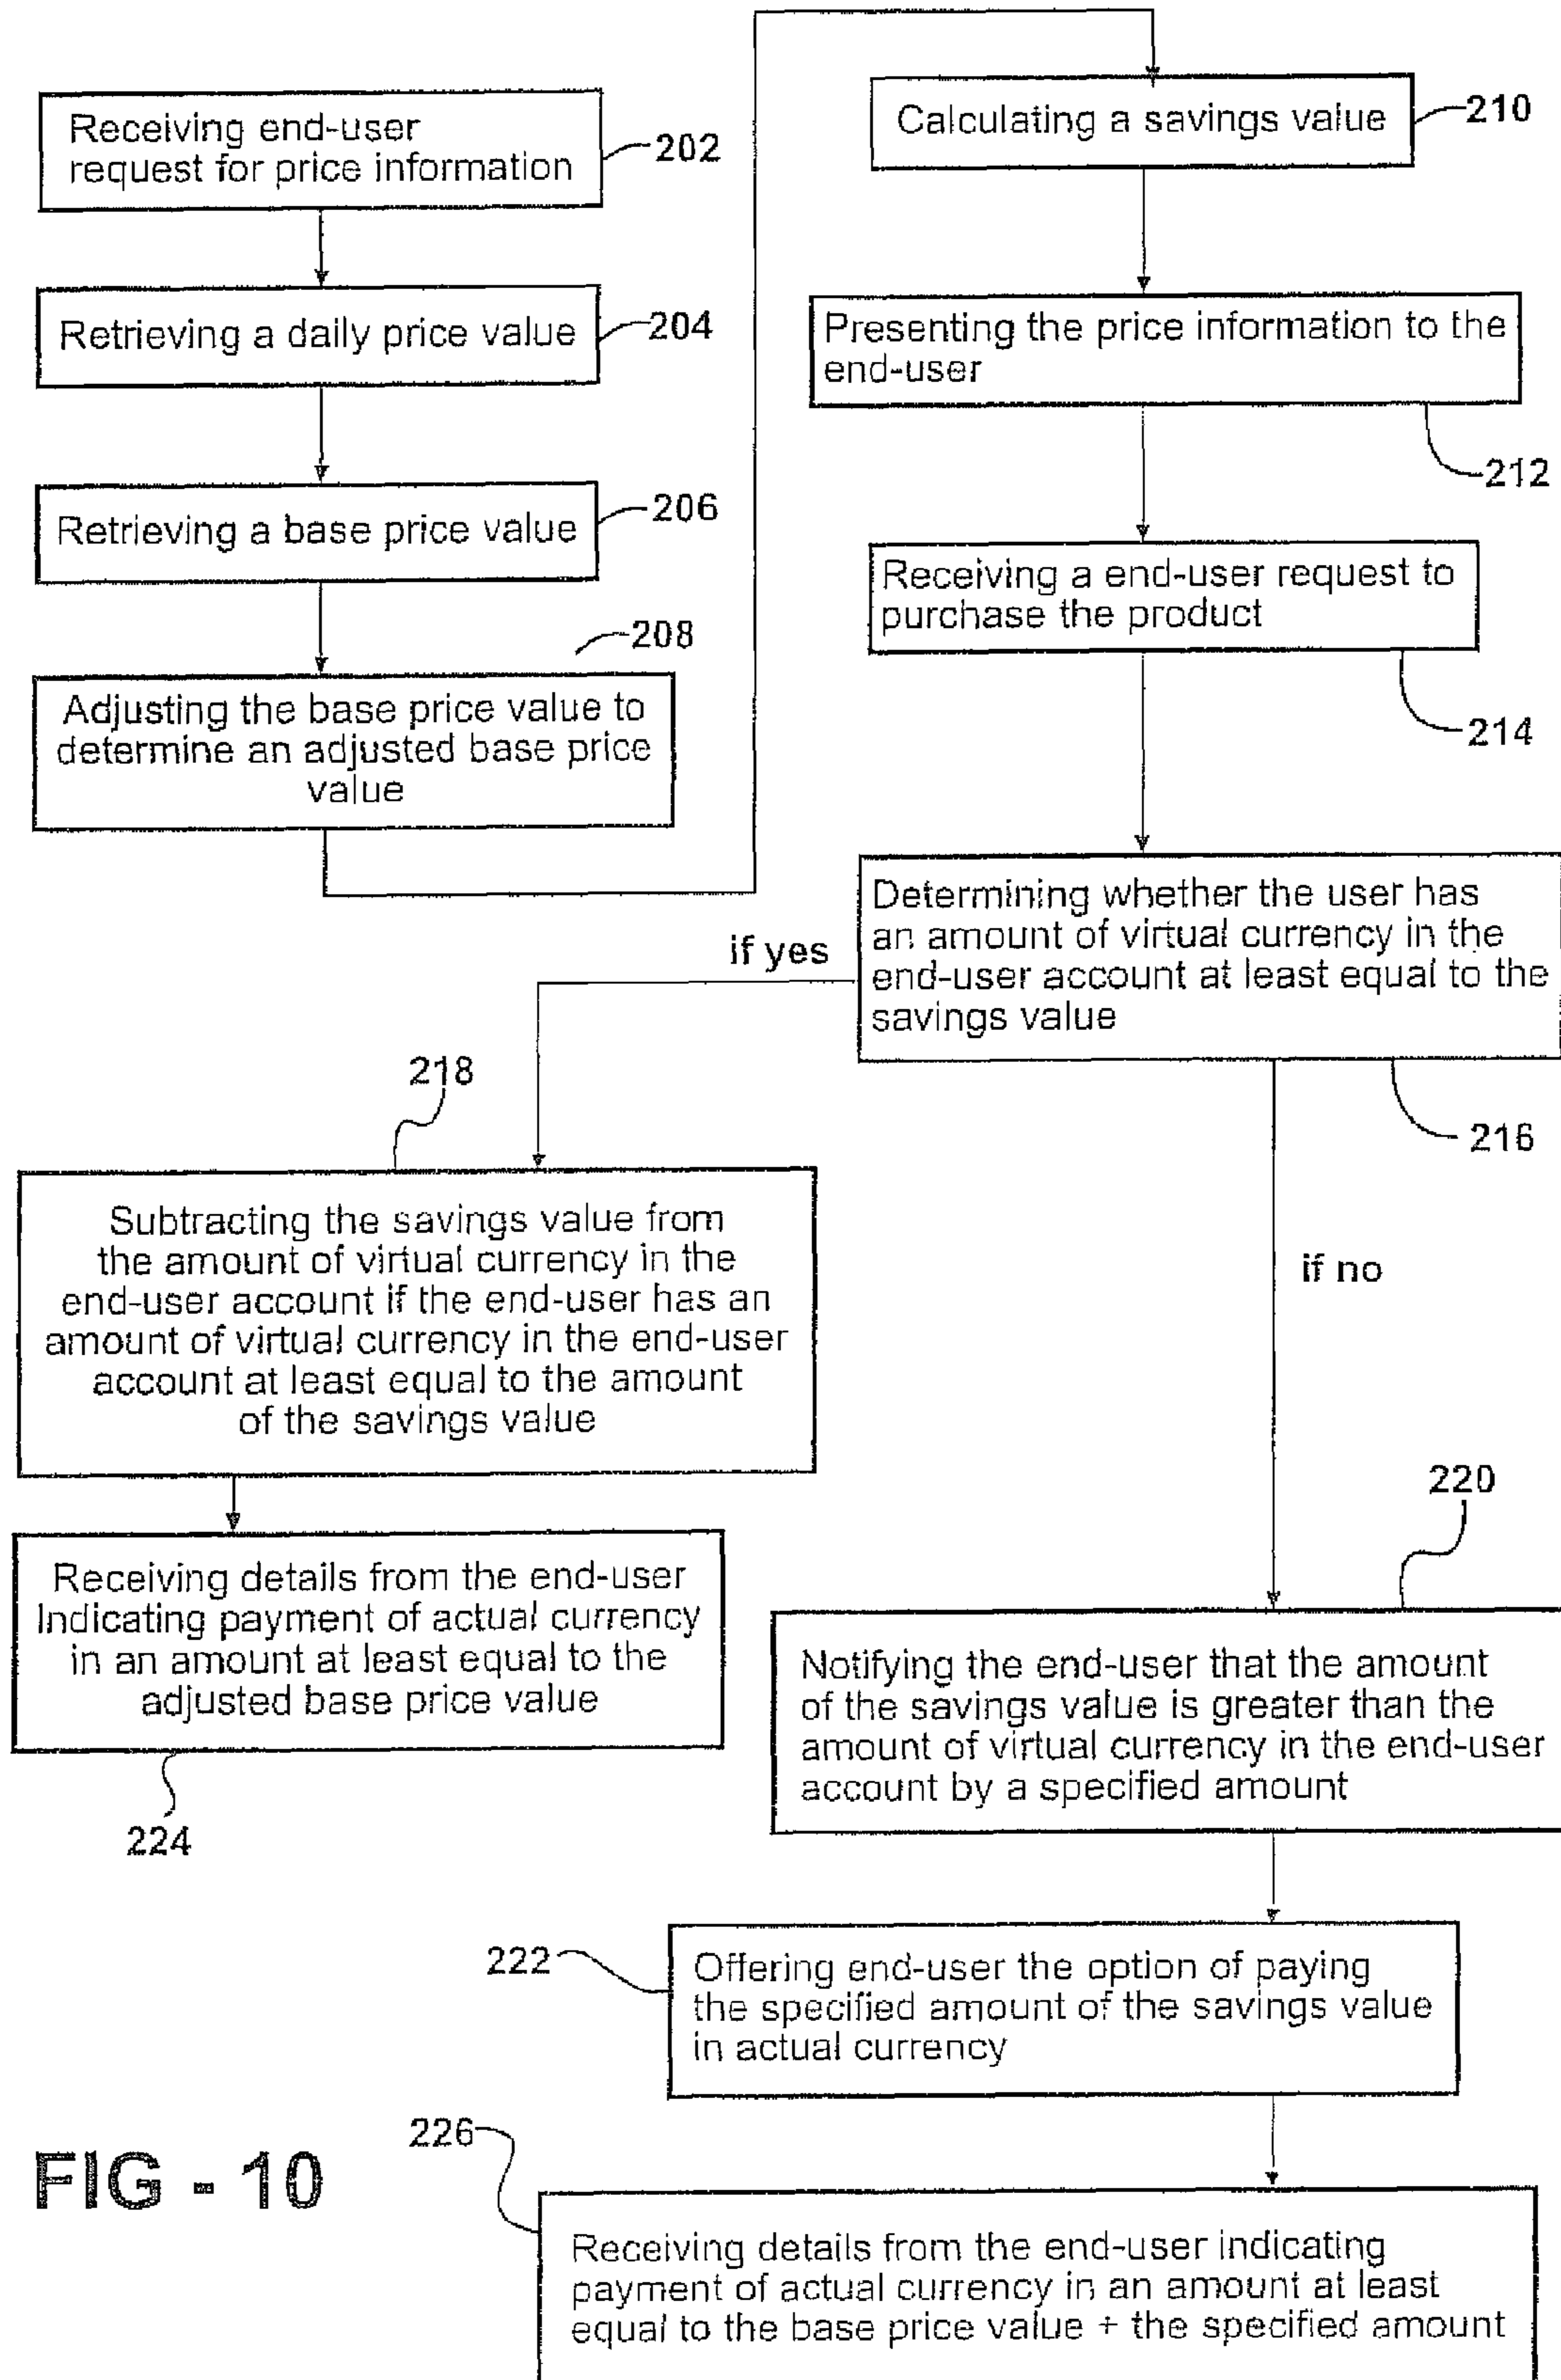 Receiving end-user
request for price information
202
Retrieving a daily price value
204
Retrieving a base price value
206
208
Adjusting the base price value to
determine an adjusted base price
value
Calculating a savings value
210
Presenting the price information to the
end-user
212
Receiving a end-user request to
purchase the product
214
Determining whether the user has
an amount of virtual currency in the
end-user account at least equal to the
savings value
216
if yes
218
Subtracting the savings value from
the amount of virtual currency in the
end-user account if the end-user has an
amount of virtual currency in the end-user
account at least equal to the amount
of the savings value
Receiving details from the end-user
Indicating payment of actual currency
in an amount at least equal to the
adjusted base price value
224
if no
220
Notifying the end-user that the amount
of the savings value is greater than the
amount of virtual currency in the end-user
account by a specified amount
222
Offering end-user the option of paying
the specified amount of the savings value
in actual currency
226
Receiving details from the end-user indicating
payment of actual currency in an amount at least
equal to the base price value + the specified amount
FIG - 10